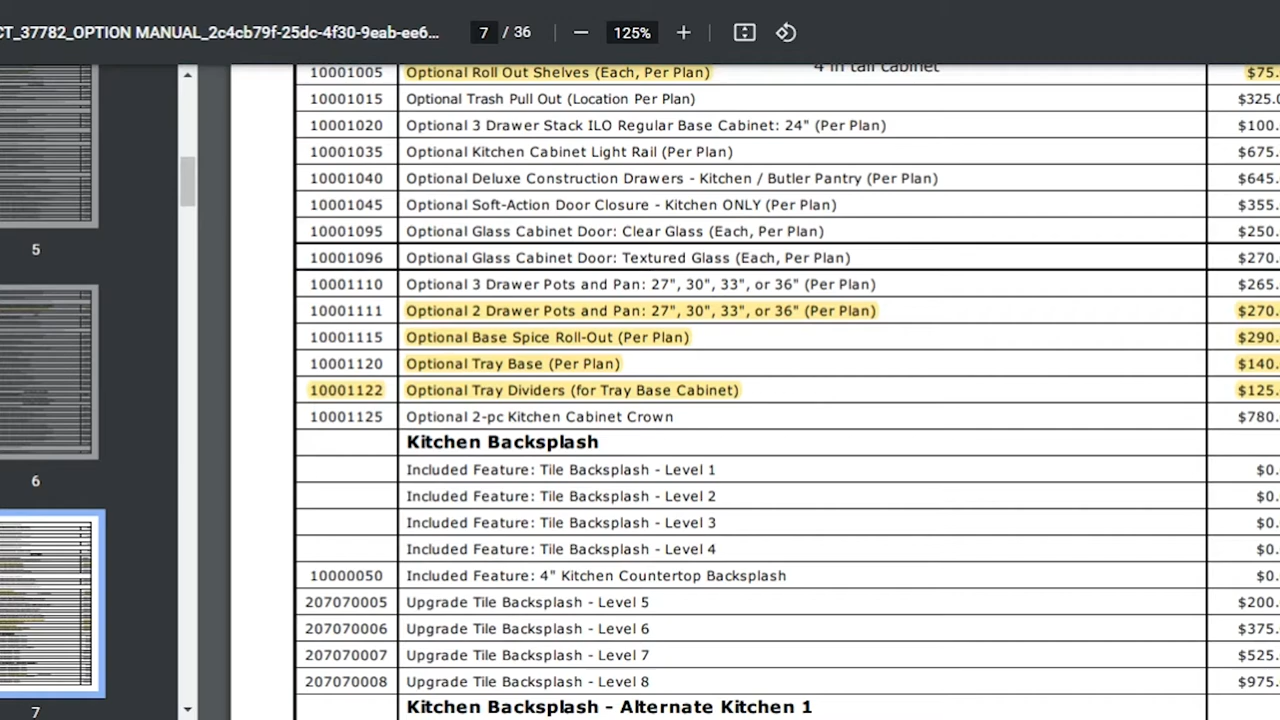 CT_37782_OPTION MANUAL_2c4cb79f-25dc-4f30-9eab-ee6... 7 / 36 125%
4 in tall cabinet
10001005 Optional Roll Out Shelves (Each, Per Plan) $75.
10001015 Optional Trash Pull Out (Location Per Plan) $325.0
10001020 Optional 3 Drawer Stack ILO Regular Base Cabinet: 24" (Per Plan) $100.
10001035 Optional Kitchen Cabinet Light Rail (Per Plan) $675.
10001040 Optional Deluxe Construction Drawers - Kitchen / Butler Pantry (Per Plan) $645.
10001045 Optional Soft-Action Door Closure - Kitchen ONLY (Per Plan) $355.
10001095 Optional Glass Cabinet Door: Clear Glass (Each, Per Plan) $250.
10001096 Optional Glass Cabinet Door: Textured Glass (Each, Per Plan) $270.
10001110 Optional 3 Drawer Pots and Pan: 27", 30", 33", or 36" (Per Plan) $265.
10001111 Optional 2 Drawer Pots and Pan: 27", 30", 33", or 36" (Per Plan) $270.
10001115 Optional Base Spice Roll-Out (Per Plan) $290.
10001120 Optional Tray Base (Per Plan) $140.
10001122 Optional Tray Dividers (for Tray Base Cabinet) $125.
10001125 Optional 2-pc Kitchen Cabinet Crown $780.
Kitchen Backsplash
Included Feature: Tile Backsplash - Level 1 $0.
Included Feature: Tile Backsplash - Level 2 $0.
Included Feature: Tile Backsplash - Level 3 $0.
Included Feature: Tile Backsplash - Level 4 $0.
10000050 Included Feature: 4" Kitchen Countertop Backsplash $0.
207070005 Upgrade Tile Backsplash - Level 5 $200.
207070006 Upgrade Tile Backsplash - Level 6 $375.
207070007 Upgrade Tile Backsplash - Level 7 $525.
207070008 Upgrade Tile Backsplash - Level 8 $975.
Kitchen Backsplash - Alternate Kitchen 1
5
6
7